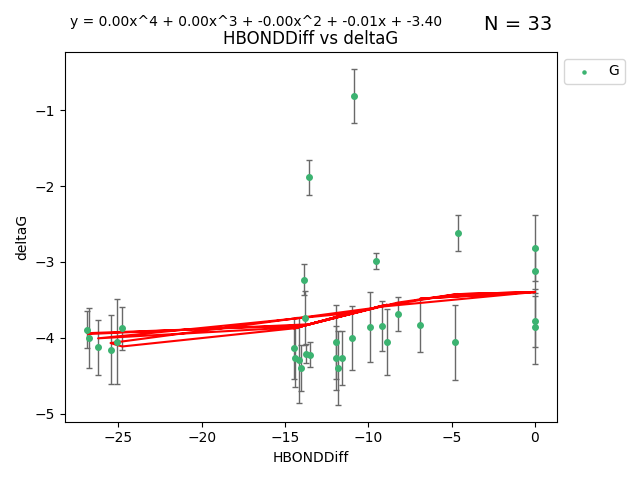 y = 0.00x^4 + 0.00x^3 + -0.00x^2 + -0.01x + -3.40
N = 33
HBONDDiff vs deltaG
G
deltaG
−1
−2
−3
−4
−5
−25
−20
−15
−10
−5
0
HBONDDiff